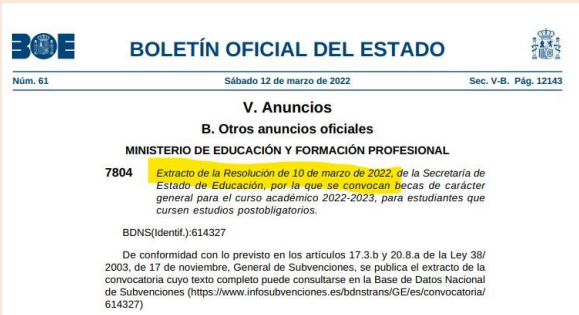 BOE
BOLETÍN OFICIAL DEL ESTADO
Núm. 61 Sábado 12 de marzo de 2022 Sec. V-B. Pág. 12143
V. Anuncios
B. Otros anuncios oficiales
MINISTERIO DE EDUCACIÓN Y FORMACIÓN PROFESIONAL
7804 Extracto de la Resolución de 10 de marzo de 2022, de la Secretaría de
Estado de Educación, por la que se convocan becas de carácter
general para el curso académico 2022-2023, para estudiantes que
cursen estudios postobligatorios.
BDNS(Identif.):614327
De conformidad con lo previsto en los artículos 17.3.b y 20.8.a de la Ley 38/
2003, de 17 de noviembre, General de Subvenciones, se publica el extracto de la
convocatoria cuyo texto completo puede consultarse en la Base de Datos Nacional
de Subvenciones (https://www.infosubvenciones.es/bdnstrans/GE/es/convocatoria/
614327)